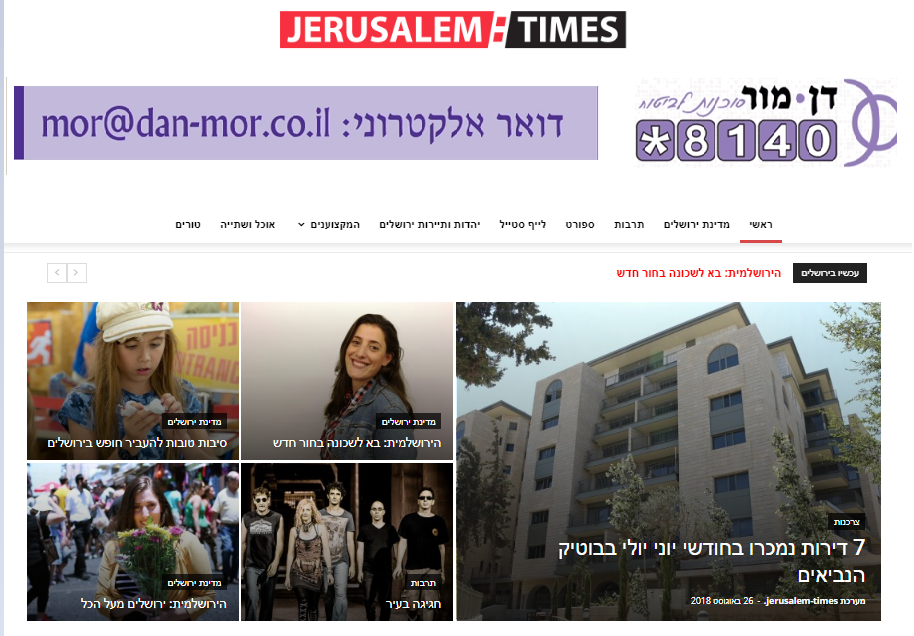 JERUSALEM TIMES
דואר אלקטרוני: mor@dan-mor.co.il
דן·מור סוכנות לביטוח
*8140
ראשי
מדינת ירושלים
תרבות
ספורט
לייף סטייל
יהדות ותיירות ירושלים
המקצוענים
אוכל ושתייה
טורים
עכשיו בירושלים
הירושלמית: בא לשכונה בחור חדש
כניסה
ENTRANC
צרכנות
7 דירות נמכרו בחודשי יוני יולי בבוטיק
הנביאים
מערכת jerusalem-times. - 26 באוגוסט 2018
מדינת ירושלים
הירושלמית: בא לשכונה בחור חדש
מדינת ירושלים
סיבות טובות להעביר חופש בירושלים
תרבות
חגיגה בעיר
מדינת ירושלים
הירושלמית: ירושלים מעל הכל